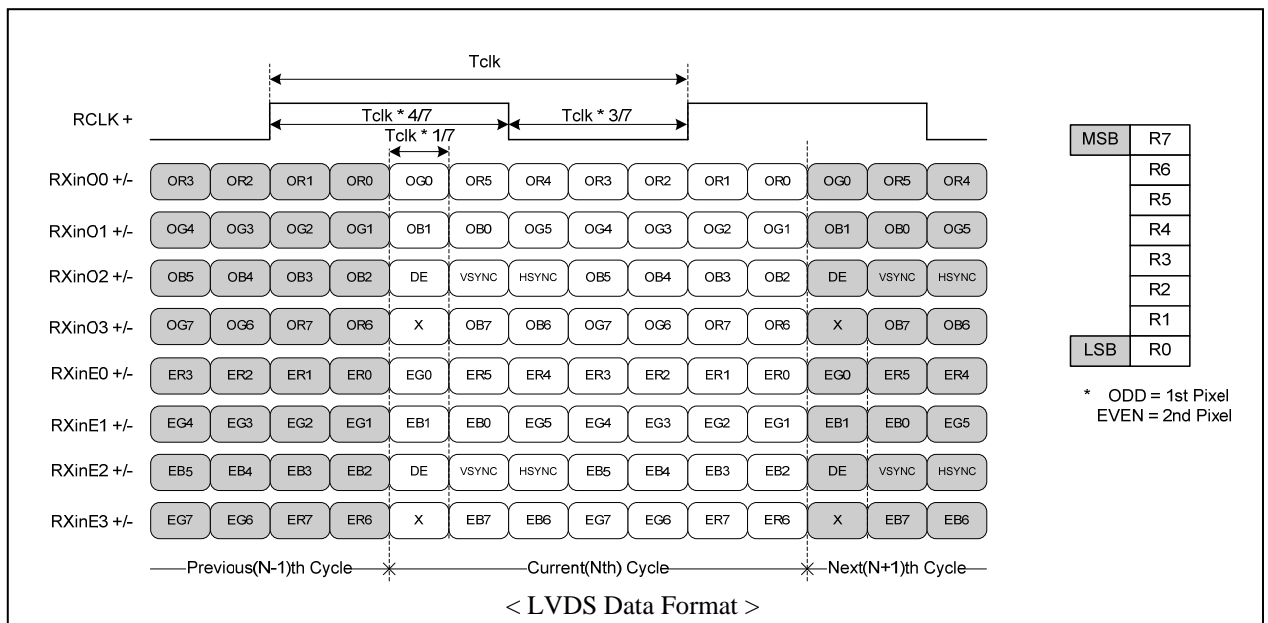 Tclk
RCLK +
Tclk * 4/7
Tclk * 3/7
Tclk * 1/7
RXinO0 +/- OR3 OR2 OR1 OR0 OG0 OR5 OR4 OR3 OR2 OR1 OR0 OG0 OR5 OR4
RXinO1 +/- OG4 OG3 OG2 OG1 OB1 OB0 OG5 OG4 OG3 OG2 OG1 OB1 OB0 OG5
RXinO2 +/- OB5 OB4 OB3 OB2 DE VSYNC HSYNC OB5 OB4 OB3 OB2 DE VSYNC HSYNC
RXinO3 +/- OG7 OG6 OR7 OR6 X OB7 OB6 OG7 OG6 OR7 OR6 X OB7 OB6
RXinE0 +/- ER3 ER2 ER1 ER0 EG0 ER5 ER4 ER3 ER2 ER1 ER0 EG0 ER5 ER4
RXinE1 +/- EG4 EG3 EG2 EG1 EB1 EB0 EG5 EG4 EG3 EG2 EG1 EB1 EB0 EG5
RXinE2 +/- EB5 EB4 EB3 EB2 DE VSYNC HSYNC EB5 EB4 EB3 EB2 DE VSYNC HSYNC
RXinE3 +/- EG7 EG6 ER7 ER6 X EB7 EB6 EG7 EG6 ER7 ER6 X EB7 EB6
Previous(N-1)th Cycle Current(Nth) Cycle Next(N+1)th Cycle
MSB R7
R6
R5
R4
R3
R2
R1
LSB R0
* ODD = 1st Pixel
EVEN = 2nd Pixel
< LVDS Data Format >